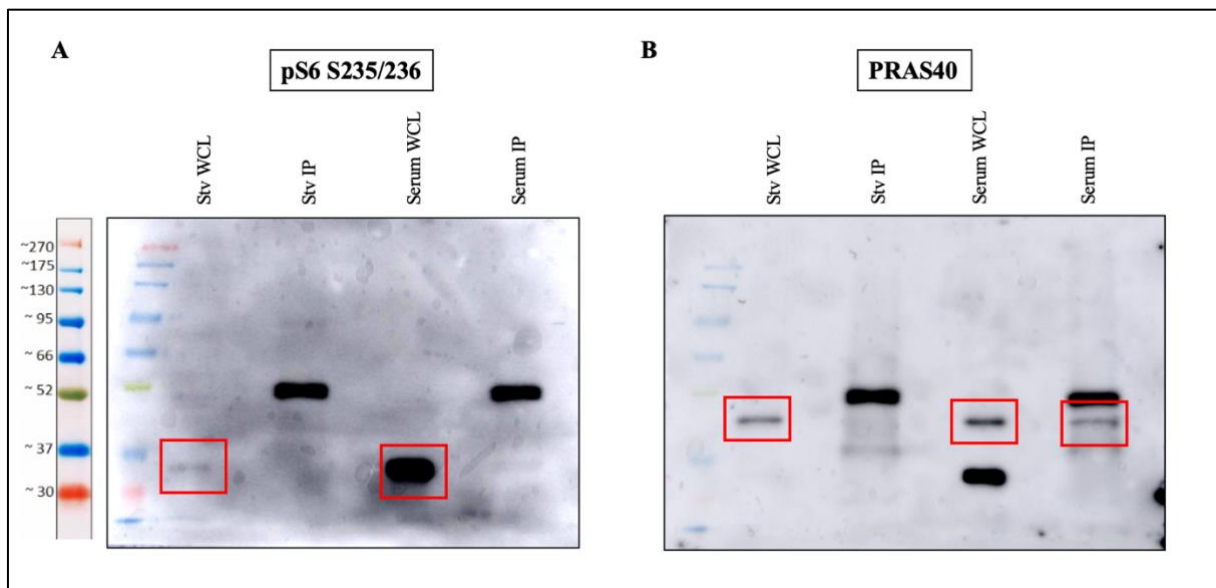 A
pS6 S235/236
Stv WCL
Stv IP
Serum WCL
Serum IP
~270
~175
~130
~ 95
~ 66
~ 52
~ 37
~ 30
B
PRAS40
Stv WCL
Stv IP
Serum WCL
Serum IP